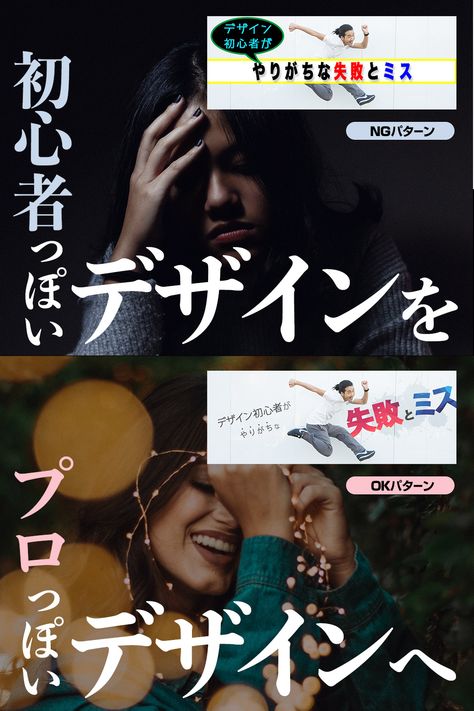 デザイン
初心者が
やりがちな失敗とミス
NGパターン
初心者っぽい
デザインを
デザイン初心者が
やりがちな
失敗とミス
OKパターン
プロっぽい
デザインへ